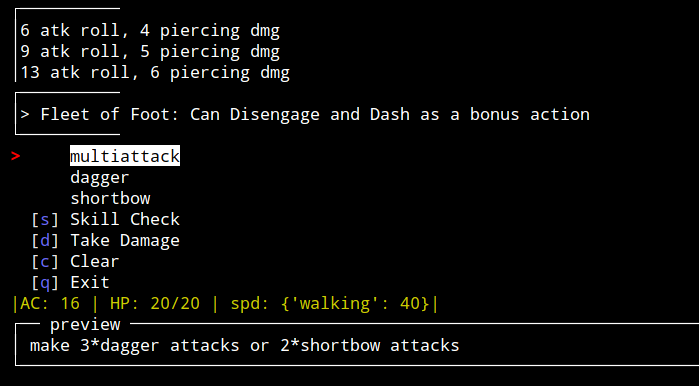 6 atk roll, 4 piercing dmg
9 atk roll, 5 piercing dmg
13 atk roll, 6 piercing dmg
> Fleet of Foot: Can Disengage and Dash as a bonus action
> multiattack
dagger
shortbow
[s] Skill Check
[d] Take Damage
[c] Clear
[q] Exit
|AC: 16 | HP: 20/20 | spd: {'walking': 40}|
preview
make 3*dagger attacks or 2*shortbow attacks